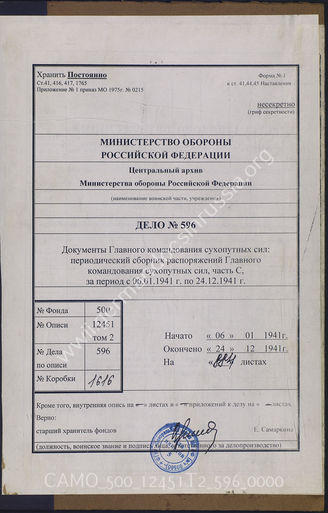 Хранить Постоянно
Ст.41, 416, 417, 1765
Приложение № 1 приказ МО 1975г. № 0215
Форма № 1
к ст. 41,44,45 Наставления
несекретно
(гриф секретности)
МИНИСТЕРСТВО ОБОРОНЫ
РОССИЙСКОЙ ФЕДЕРАЦИИ
Центральный архив
Министерства обороны Российской Федерации
(наименование воинской части, учреждения)
ДЕЛО № 596
Документы Главного командования сухопутных сил:
периодический сборник распоряжений Главного
командования сухопутных сил, часть С,
за период с 06.01.1941 г. по 24.12.1941 г.
№ Фонда 500
№ Описи 12451
том 2
№ Дела 596
по описи
№ Коробки 1616
Начато « 06 » 01 1941г.
Окончено « 24 » 12 1941г.
На листах
Кроме того, внутренняя опись на листах и приложений к делу на листах.
Верно:
старший хранитель фондов Е. Самаркина
(должность, воинское звание и подпись ответственного за делопроизводство)
CAMO_500_12451T2_596_0000